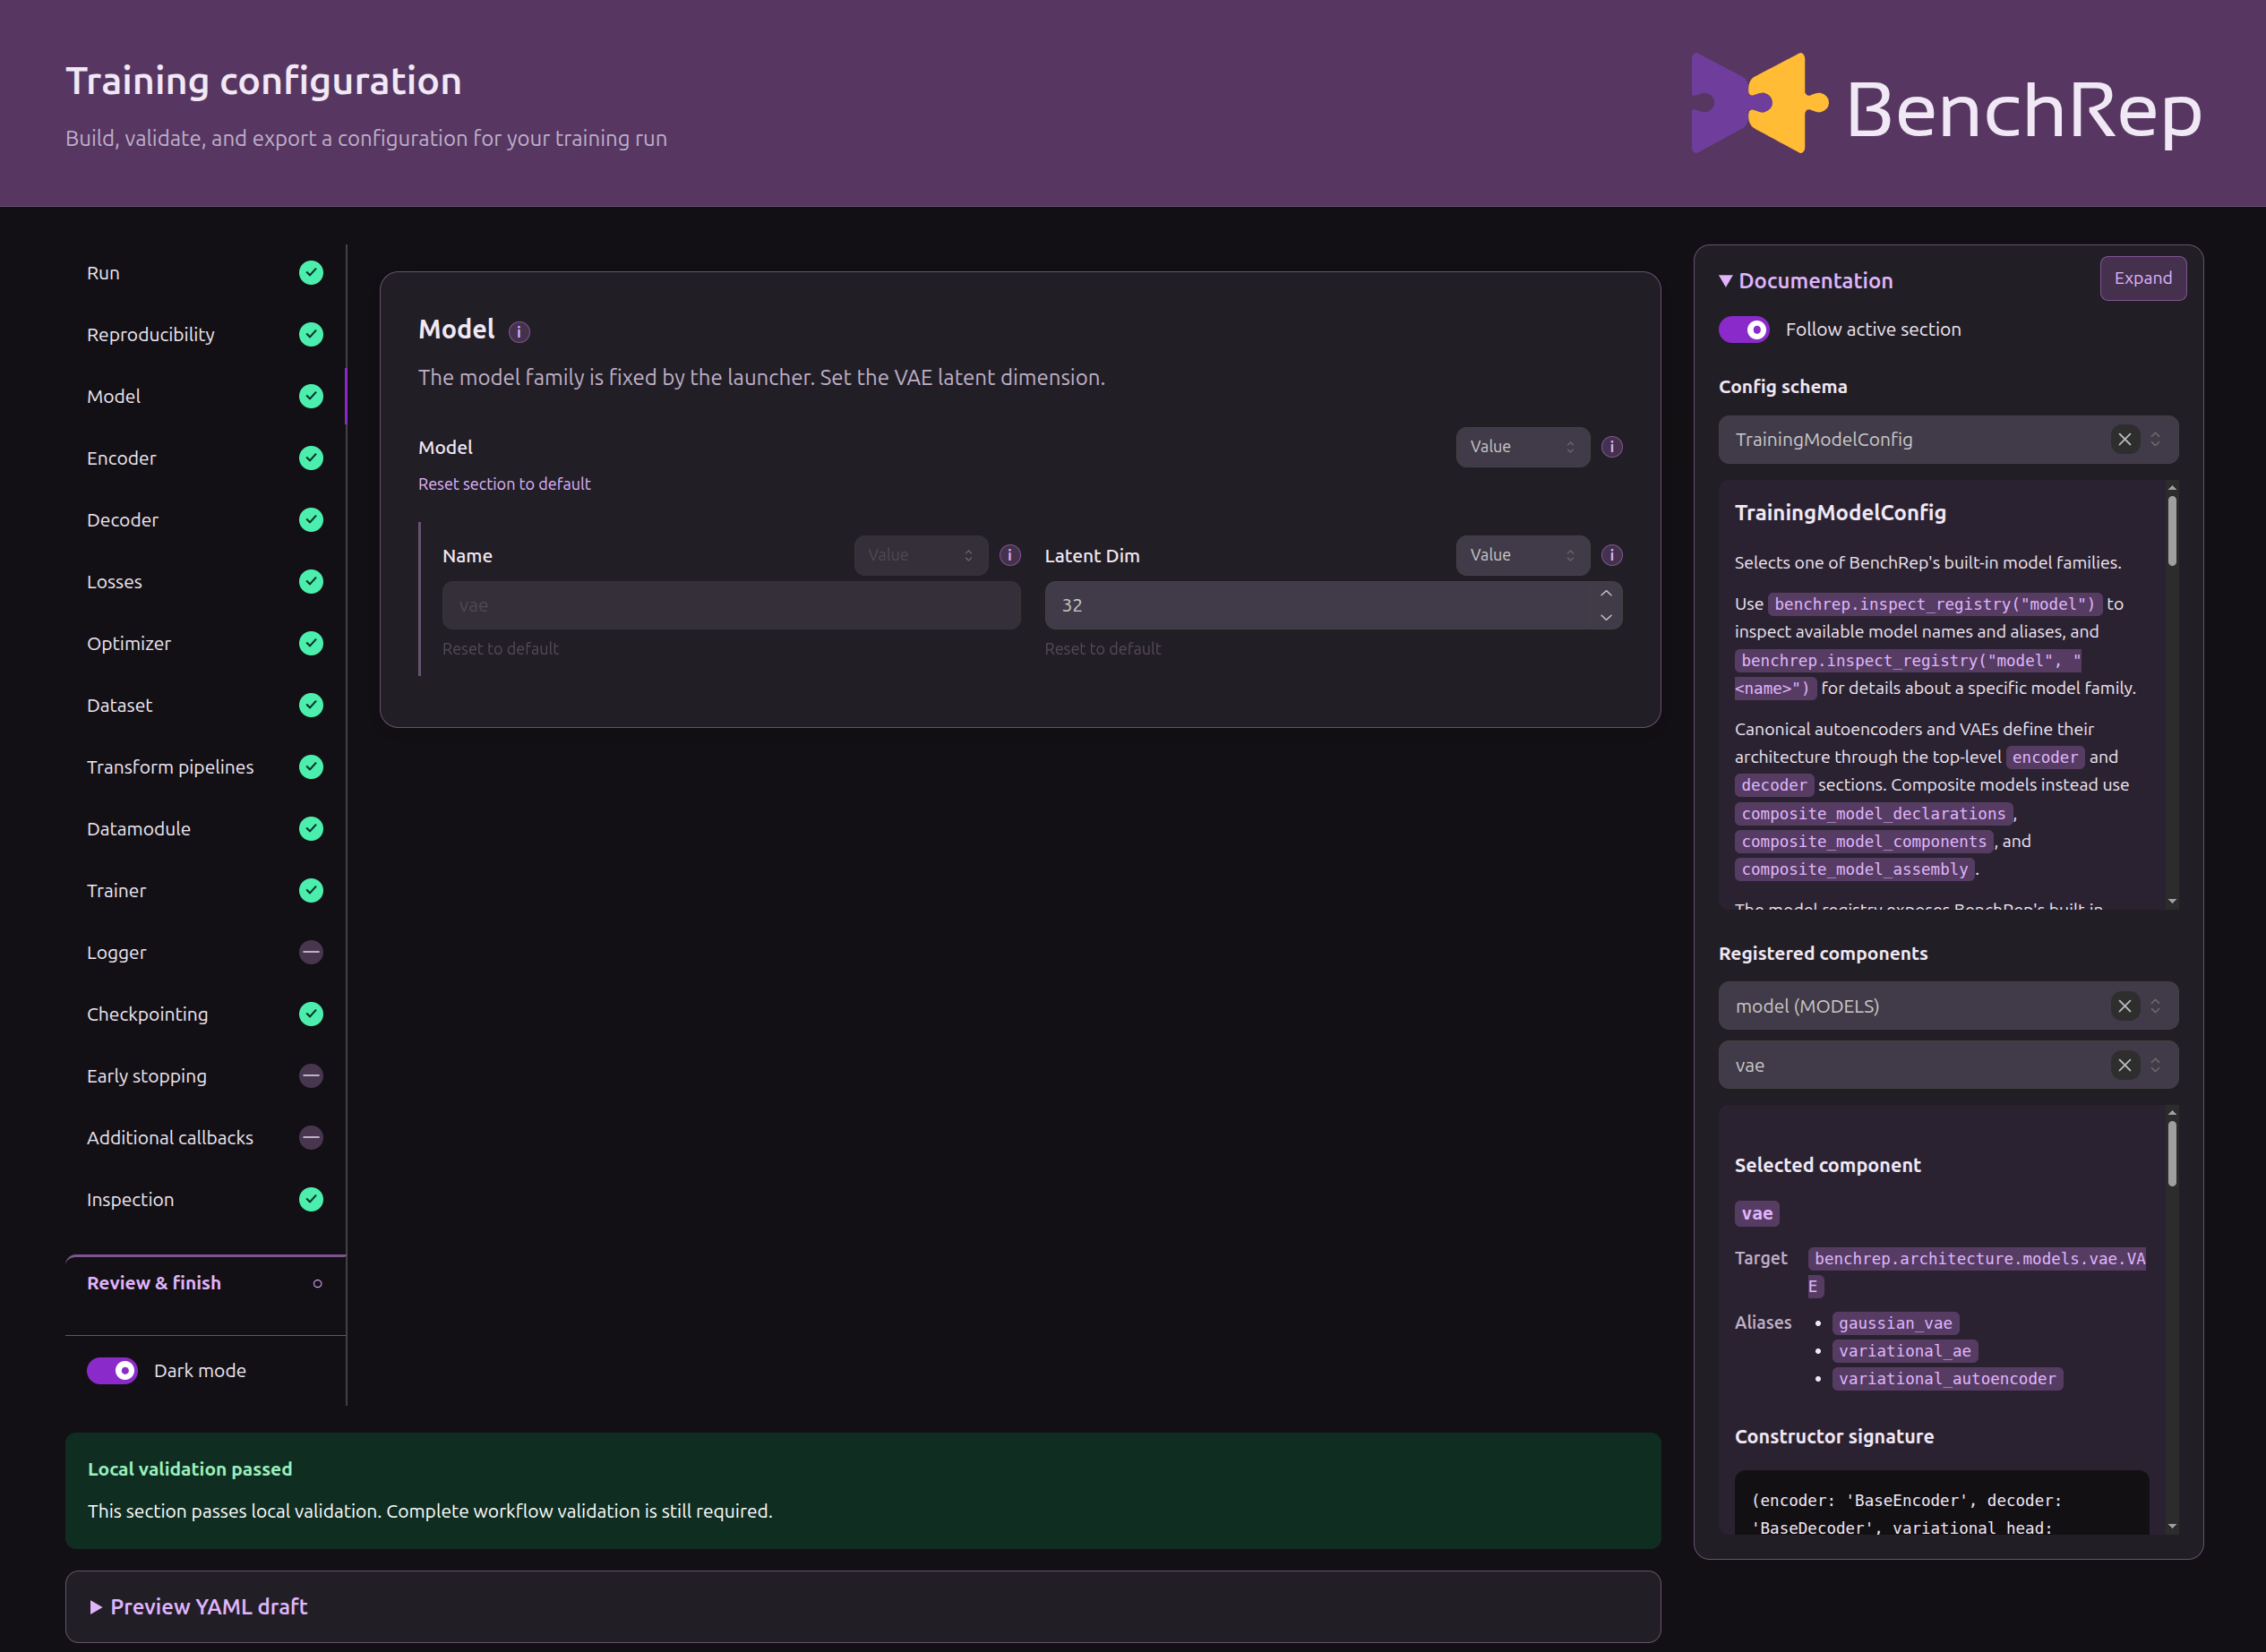 Training configuration
Build, validate, and export a configuration for your training run
BenchRep
Run
Reproducibility
Model
Encoder
Decoder
Losses
Optimizer
Dataset
Transform pipelines
Datamodule
Trainer
Logger
Checkpointing
Early stopping
Additional callbacks
Inspection
Review & finish
Dark mode
Model i
The model family is fixed by the launcher. Set the VAE latent dimension.
Model Value i
Reset section to default
Name Value i
vae
Reset to default
Latent Dim Value i
32
Reset to default
Local validation passed
This section passes local validation. Complete workflow validation is still required.
Preview YAML draft
Documentation Expand
Follow active section
Config schema
TrainingModelConfig
TrainingModelConfig
Selects one of BenchRep's built-in model families.
Use benchrep.inspect_registry("model") to
inspect available model names and aliases, and
benchrep.inspect_registry("model", "
<name>") for details about a specific model family.
Canonical autoencoders and VAEs define their
architecture through the top-level encoder and
decoder sections. Composite models instead use
composite_model_declarations,
composite_model_components, and
composite_model_assembly.
The model registry exposes BenchRep's built-in
Registered components
model (MODELS)
vae
Selected component
vae
Target benchrep.architecture.models.vae.VA
E
Aliases • gaussian_vae
• variational_ae
• variational_autoencoder
Constructor signature
(encoder: 'BaseEncoder', decoder:
'BaseDecoder', variational_head: